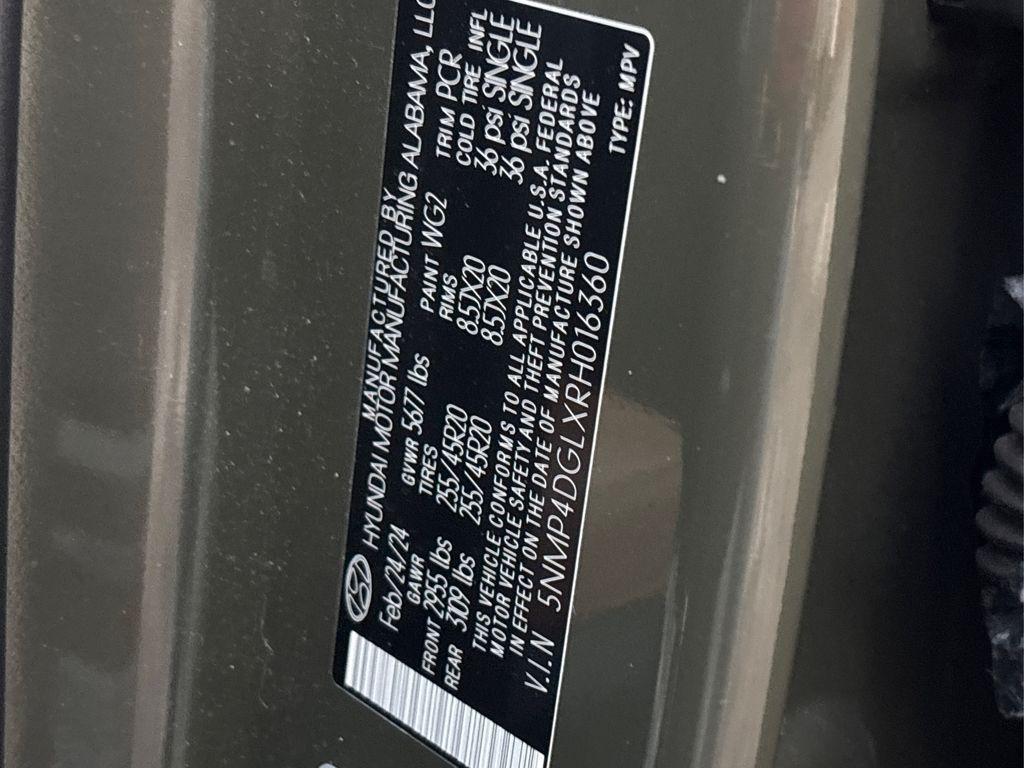 MANUFACTURED BY
HYUNDAI MOTOR MANUFACTURING ALABAMA, LLC
Feb/24/24 GVWR 5677 lbs PAINT WG2 TRIM PCR
GAWR TIRES RIMS COLD TIRE INFL
FRONT 2955 lbs 255/45R20 8.5JX20 36 psi SINGLE
REAR 3109 lbs 255/45R20 8.5JX20 36 psi SINGLE
THIS VEHICLE CONFORMS TO ALL APPLICABLE U.S.A. FEDERAL
MOTOR VEHICLE SAFETY AND THEFT PREVENTION STANDARDS
IN EFFECT ON THE DATE OF MANUFACTURE SHOWN ABOVE
V.I.N 5NMP4DGLXRH016360 TYPE: MPV